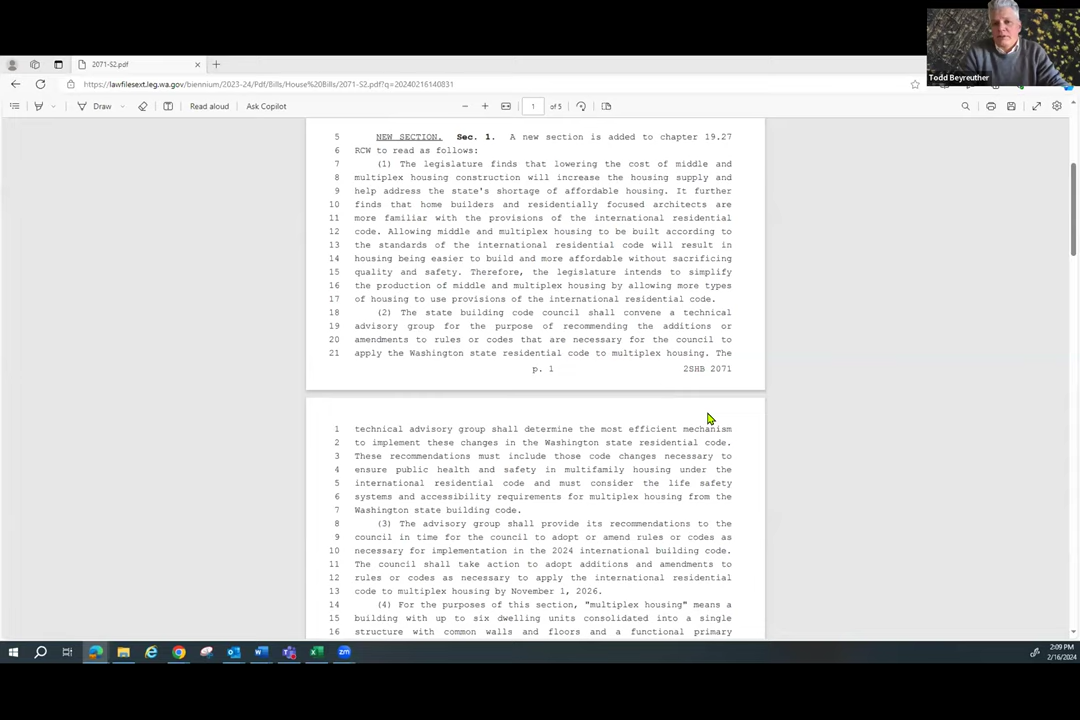 Todd Beyreuther
2071-S2.pdf
https://lawfilesext.leg.wa.gov/biennium/2023-24/Pdf/Bills/House%20Bills/2071-S2.pdf?q=20240216140831
Draw
Read aloud
Ask Copilot
1 of 5
5 NEW SECTION. Sec. 1. A new section is added to chapter 19.27
6 RCW to read as follows:
7 (1) The legislature finds that lowering the cost of middle and
8 multiplex housing construction will increase the housing supply and
9 help address the state's shortage of affordable housing. It further
10 finds that home builders and residentially focused architects are
11 more familiar with the provisions of the international residential
12 code. Allowing middle and multiplex housing to be built according to
13 the standards of the international residential code will result in
14 housing being easier to build and more affordable without sacrificing
15 quality and safety. Therefore, the legislature intends to simplify
16 the production of middle and multiplex housing by allowing more types
17 of housing to use provisions of the international residential code.
18 (2) The state building code council shall convene a technical
19 advisory group for the purpose of recommending the additions or
20 amendments to rules or codes that are necessary for the council to
21 apply the Washington state residential code to multiplex housing. The
p. 1 2SHB 2071
1 technical advisory group shall determine the most efficient mechanism
2 to implement these changes in the Washington state residential code.
3 These recommendations must include those code changes necessary to
4 ensure public health and safety in multifamily housing under the
5 international residential code and must consider the life safety
6 systems and accessibility requirements for multiplex housing from the
7 Washington state building code.
8 (3) The advisory group shall provide its recommendations to the
9 council in time for the council to adopt or amend rules or codes as
10 necessary for implementation in the 2024 international building code.
11 The council shall take action to adopt additions and amendments to
12 rules or codes as necessary to apply the international residential
13 code to multiplex housing by November 1, 2026.
14 (4) For the purposes of this section, "multiplex housing" means a
15 building with up to six dwelling units consolidated into a single
16 structure with common walls and floors and a functional primary
2:09 PM
2/16/2024